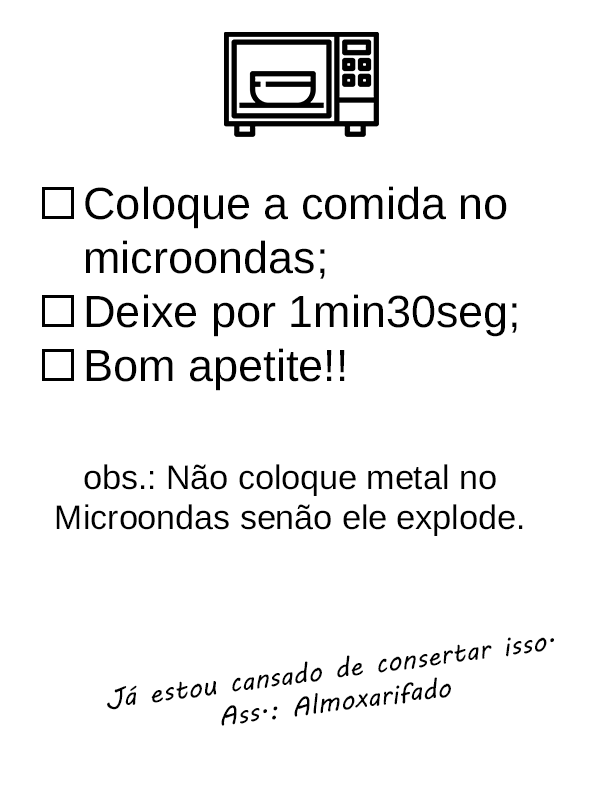 ☐ Coloque a comida no
microondas;
☐ Deixe por 1min30seg;
☐ Bom apetite!!
obs.: Não coloque metal no
Microondas senão ele explode.
Já estou cansado de consertar isso.
Ass.: Almoxarifado